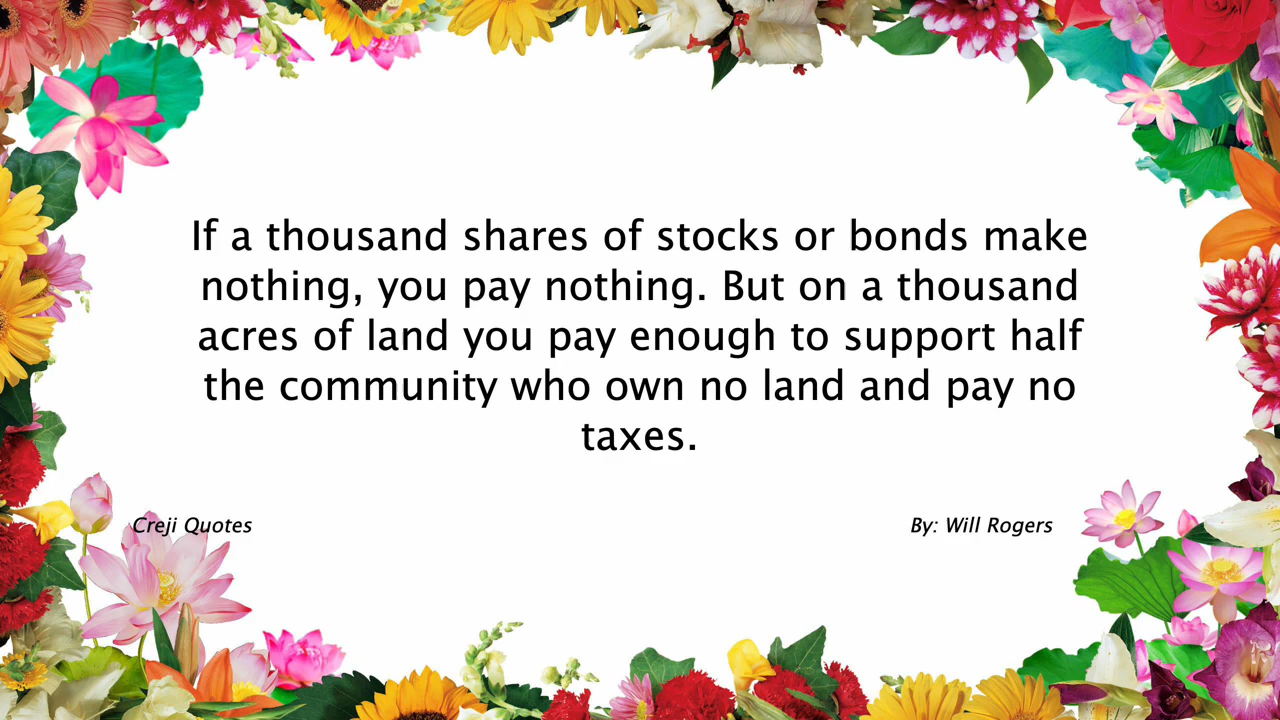 If a thousand shares of stocks or bonds make
nothing, you pay nothing. But on a thousand
acres of land you pay enough to support half
the community who own no land and pay no
taxes.
Creji Quotes
By: Will Rogers